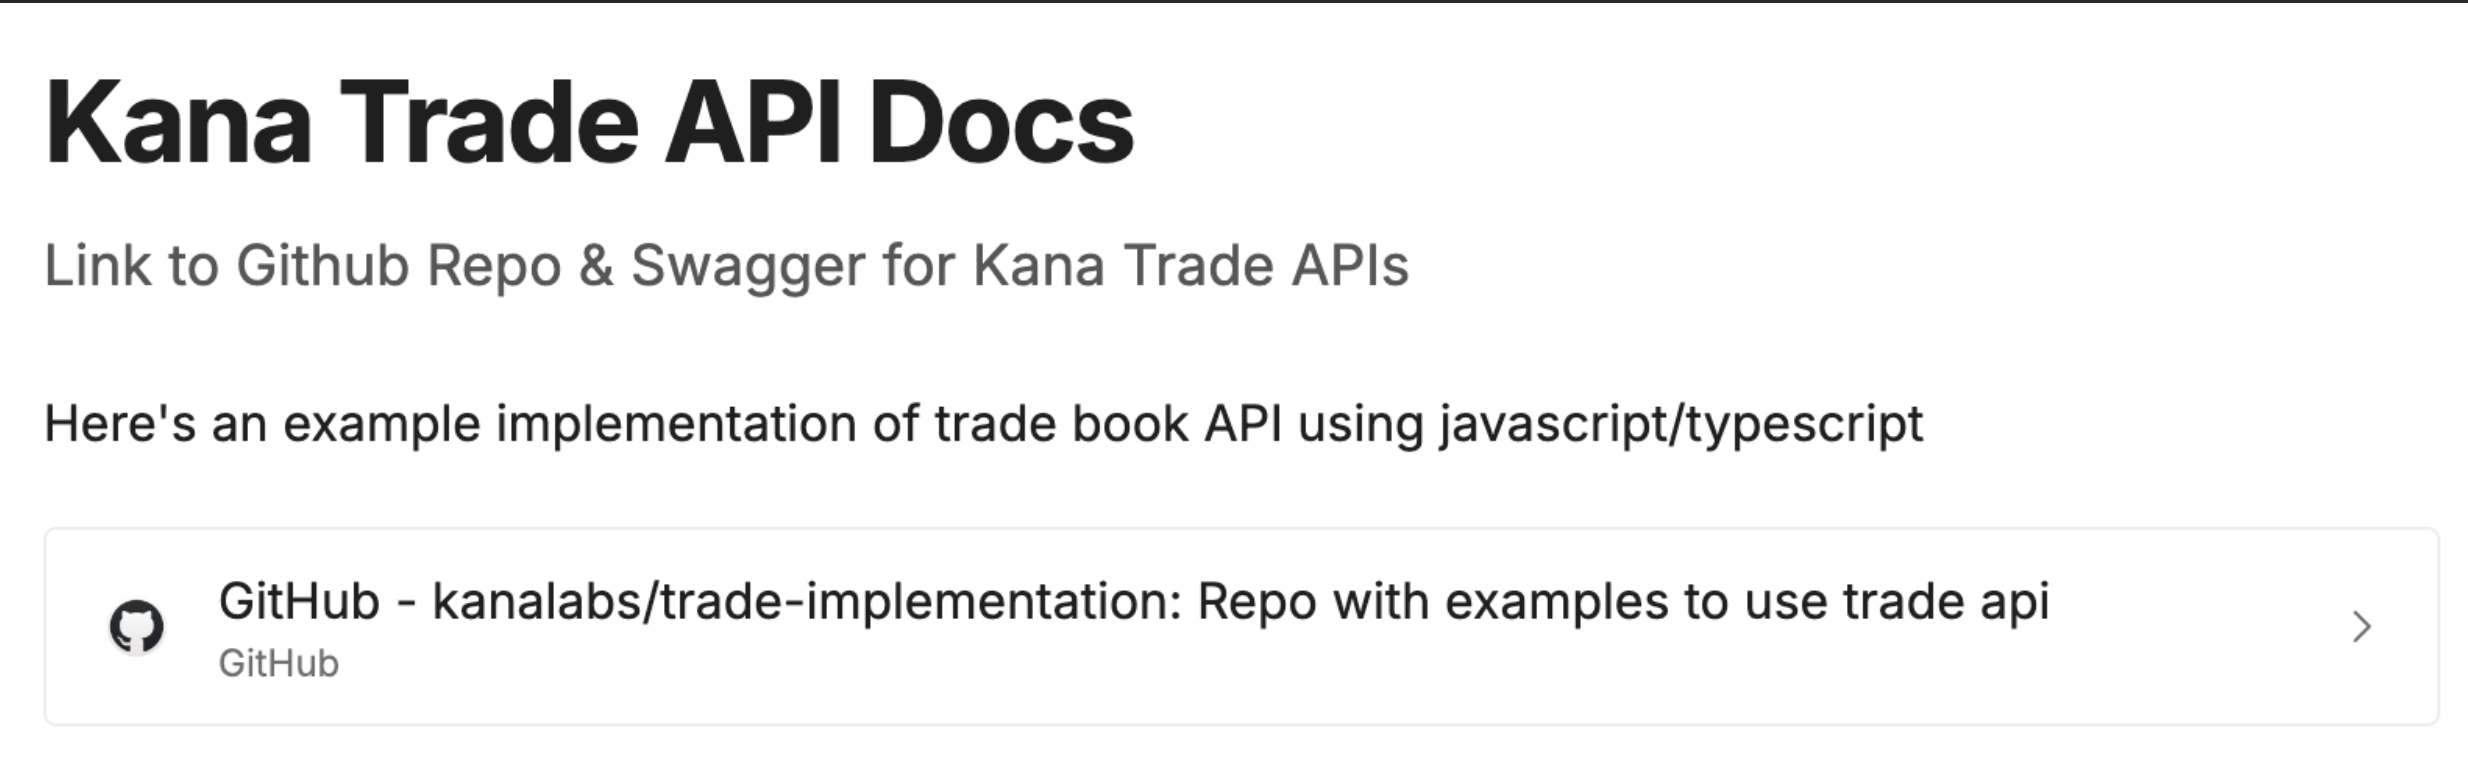 Kana Trade API Docs
Link to Github Repo & Swagger for Kana Trade APIs
Here's an example implementation of trade book API using javascript/typescript
GitHub - kanalabs/trade-implementation: Repo with examples to use trade api
GitHub